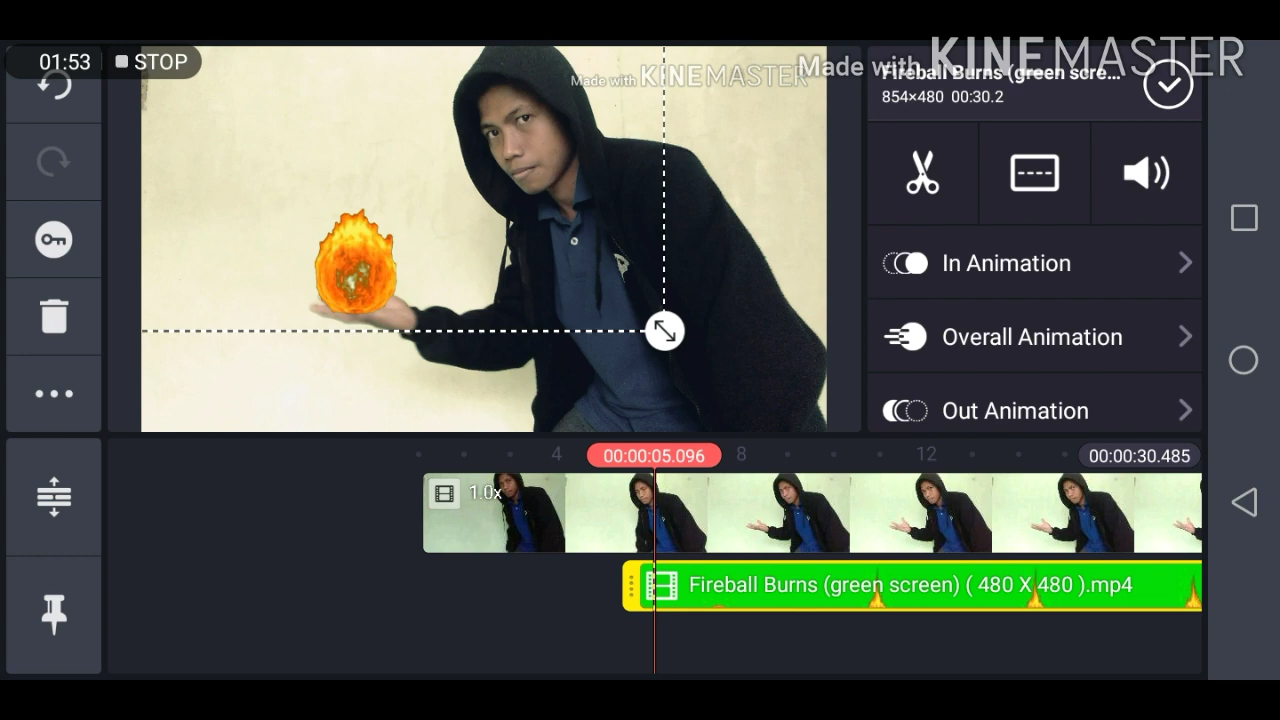 01:53 STOP
Made with KINEMASTER
Made with KINEMASTER
Fireball Burns (green scre...
854×480 00:30.2
In Animation
Overall Animation
Out Animation
4
00:00:05.096
8
12
00:00:30.485
1.0x
Fireball Burns (green screen) ( 480 X 480 ).mp4